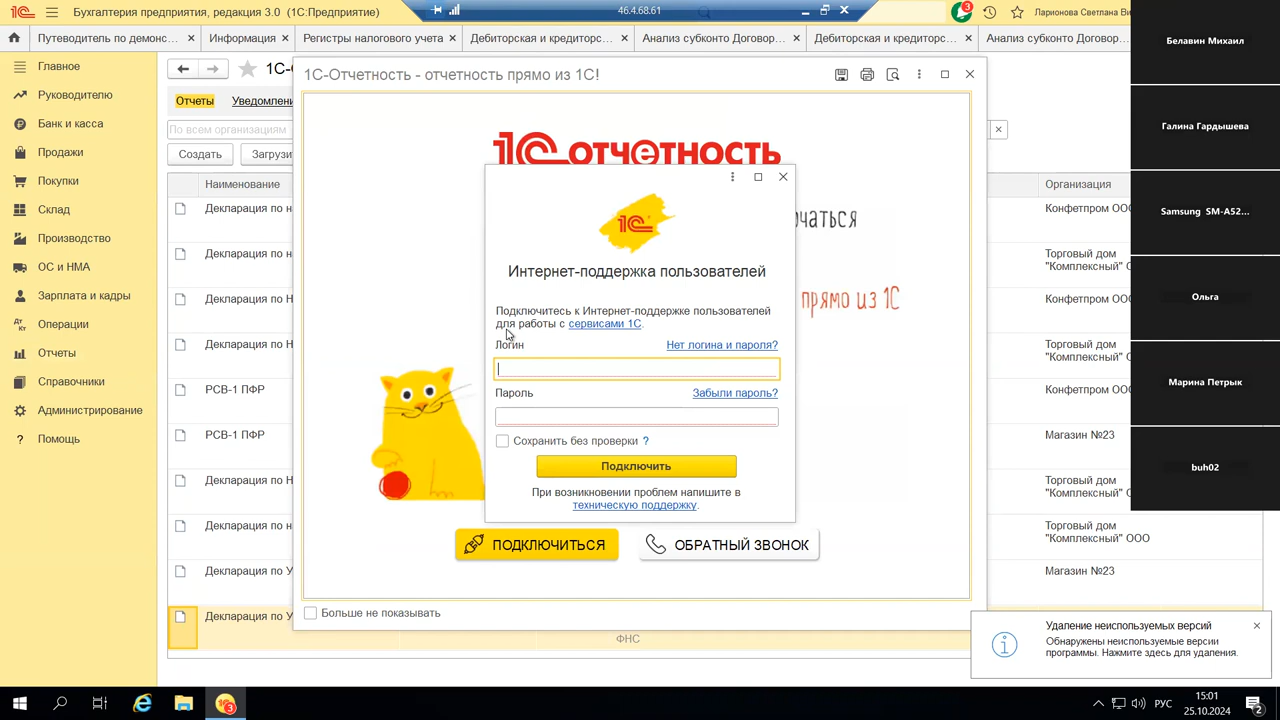 Бухгалтерия предприятия, редакция 3.0 (1С:Предприятие)
46.4.68.61
3
Ларионова Светлана Ви
Путеводитель по демонс...
Информация
Регистры налогового учета
Дебиторская и кредиторс...
Анализ субконто Договор...
Дебиторская и кредиторс...
Анализ субконто Договор...
Главное
Руководителю
Банк и касса
Продажи
Покупки
Склад
Производство
ОС и НМА
Зарплата и кадры
Дт Кт Операции
Отчеты
Справочники
Администрирование
? Помощь
1С-О
Отчеты
Уведомлени
По всем организациям
Создать
Загрузи
Наименование
Организация
Декларация по н
Конфетпром ООО
Декларация по н
Торговый дом
"Комплексный" О
Декларация по Н
Конфетпром ООО
Декларация по Н
Торговый дом
"Комплексный" О
РСВ-1 ПФР
Конфетпром ООО
РСВ-1 ПФР
Магазин №23
Декларация по Н
Торговый дом
"Комплексный" О
Декларация по н
Торговый дом
"Комплексный" ООО
Декларация по У
Магазин №23
Декларация по У
ФНС
1С-Отчетность - отчетность прямо из 1С!
1С-отчетность
чаться
прямо из 1С
1С
Интернет-поддержка пользователей
Подключитесь к Интернет-поддержке пользователей
для работы с сервисами 1С.
Логин
Нет логина и пароля?
Пароль
Забыли пароль?
Сохранить без проверки ?
Подключить
При возникновении проблем напишите в
техническую поддержку.
ПОДКЛЮЧИТЬСЯ
ОБРАТНЫЙ ЗВОНОК
Больше не показывать
Белавин Михаил
Галина Гардышева
Samsung SM-A52...
Ольга
Марина Петрык
buh02
Удаление неиспользуемых версий
Обнаружены неиспользуемые версии
программы. Нажмите здесь для удаления.
3
РУС
15:01
25.10.2024
2